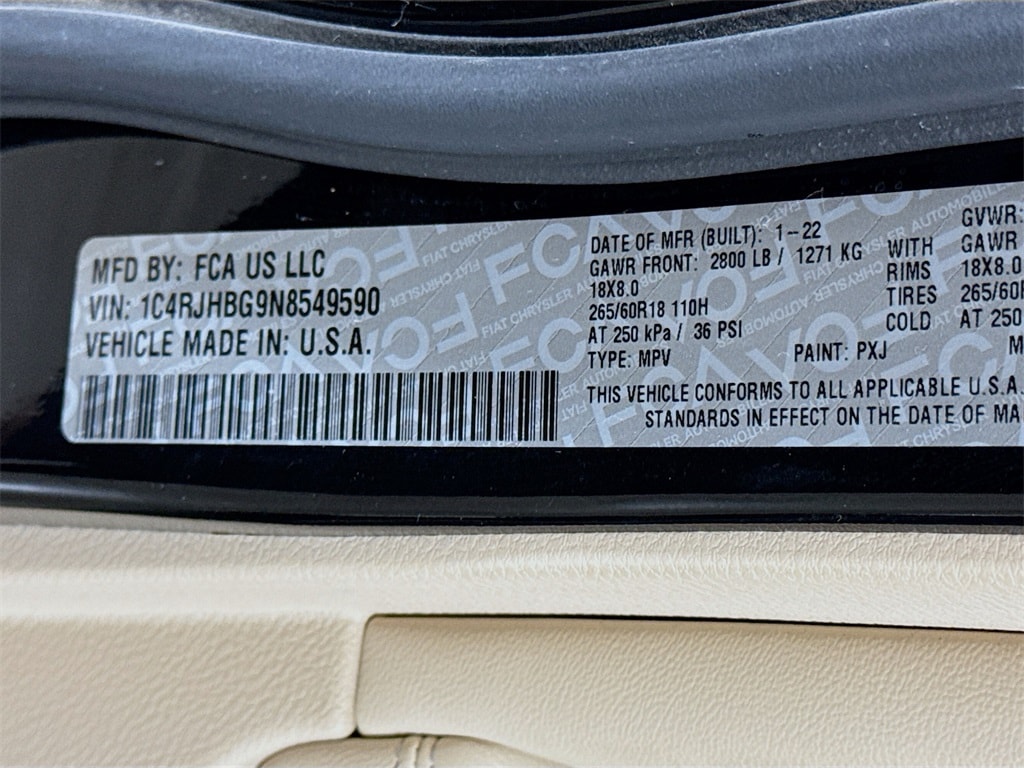 MFD BY: FCA US LLC
VIN: 1C4RJHBG9N8549590
VEHICLE MADE IN: U.S.A.
DATE OF MFR (BUILT): 1-22
GAWR FRONT: 2800 LB / 1271 KG
18X8.0
265/60R18 110H
AT 250 kPa / 36 PSI
TYPE: MPV
PAINT: PXJ
WITH
RIMS
TIRES
COLD
GVWR:
GAWR
18X8.0
265/60R
AT 250
M
THIS VEHICLE CONFORMS TO ALL APPLICABLE U.S.A.
STANDARDS IN EFFECT ON THE DATE OF MA